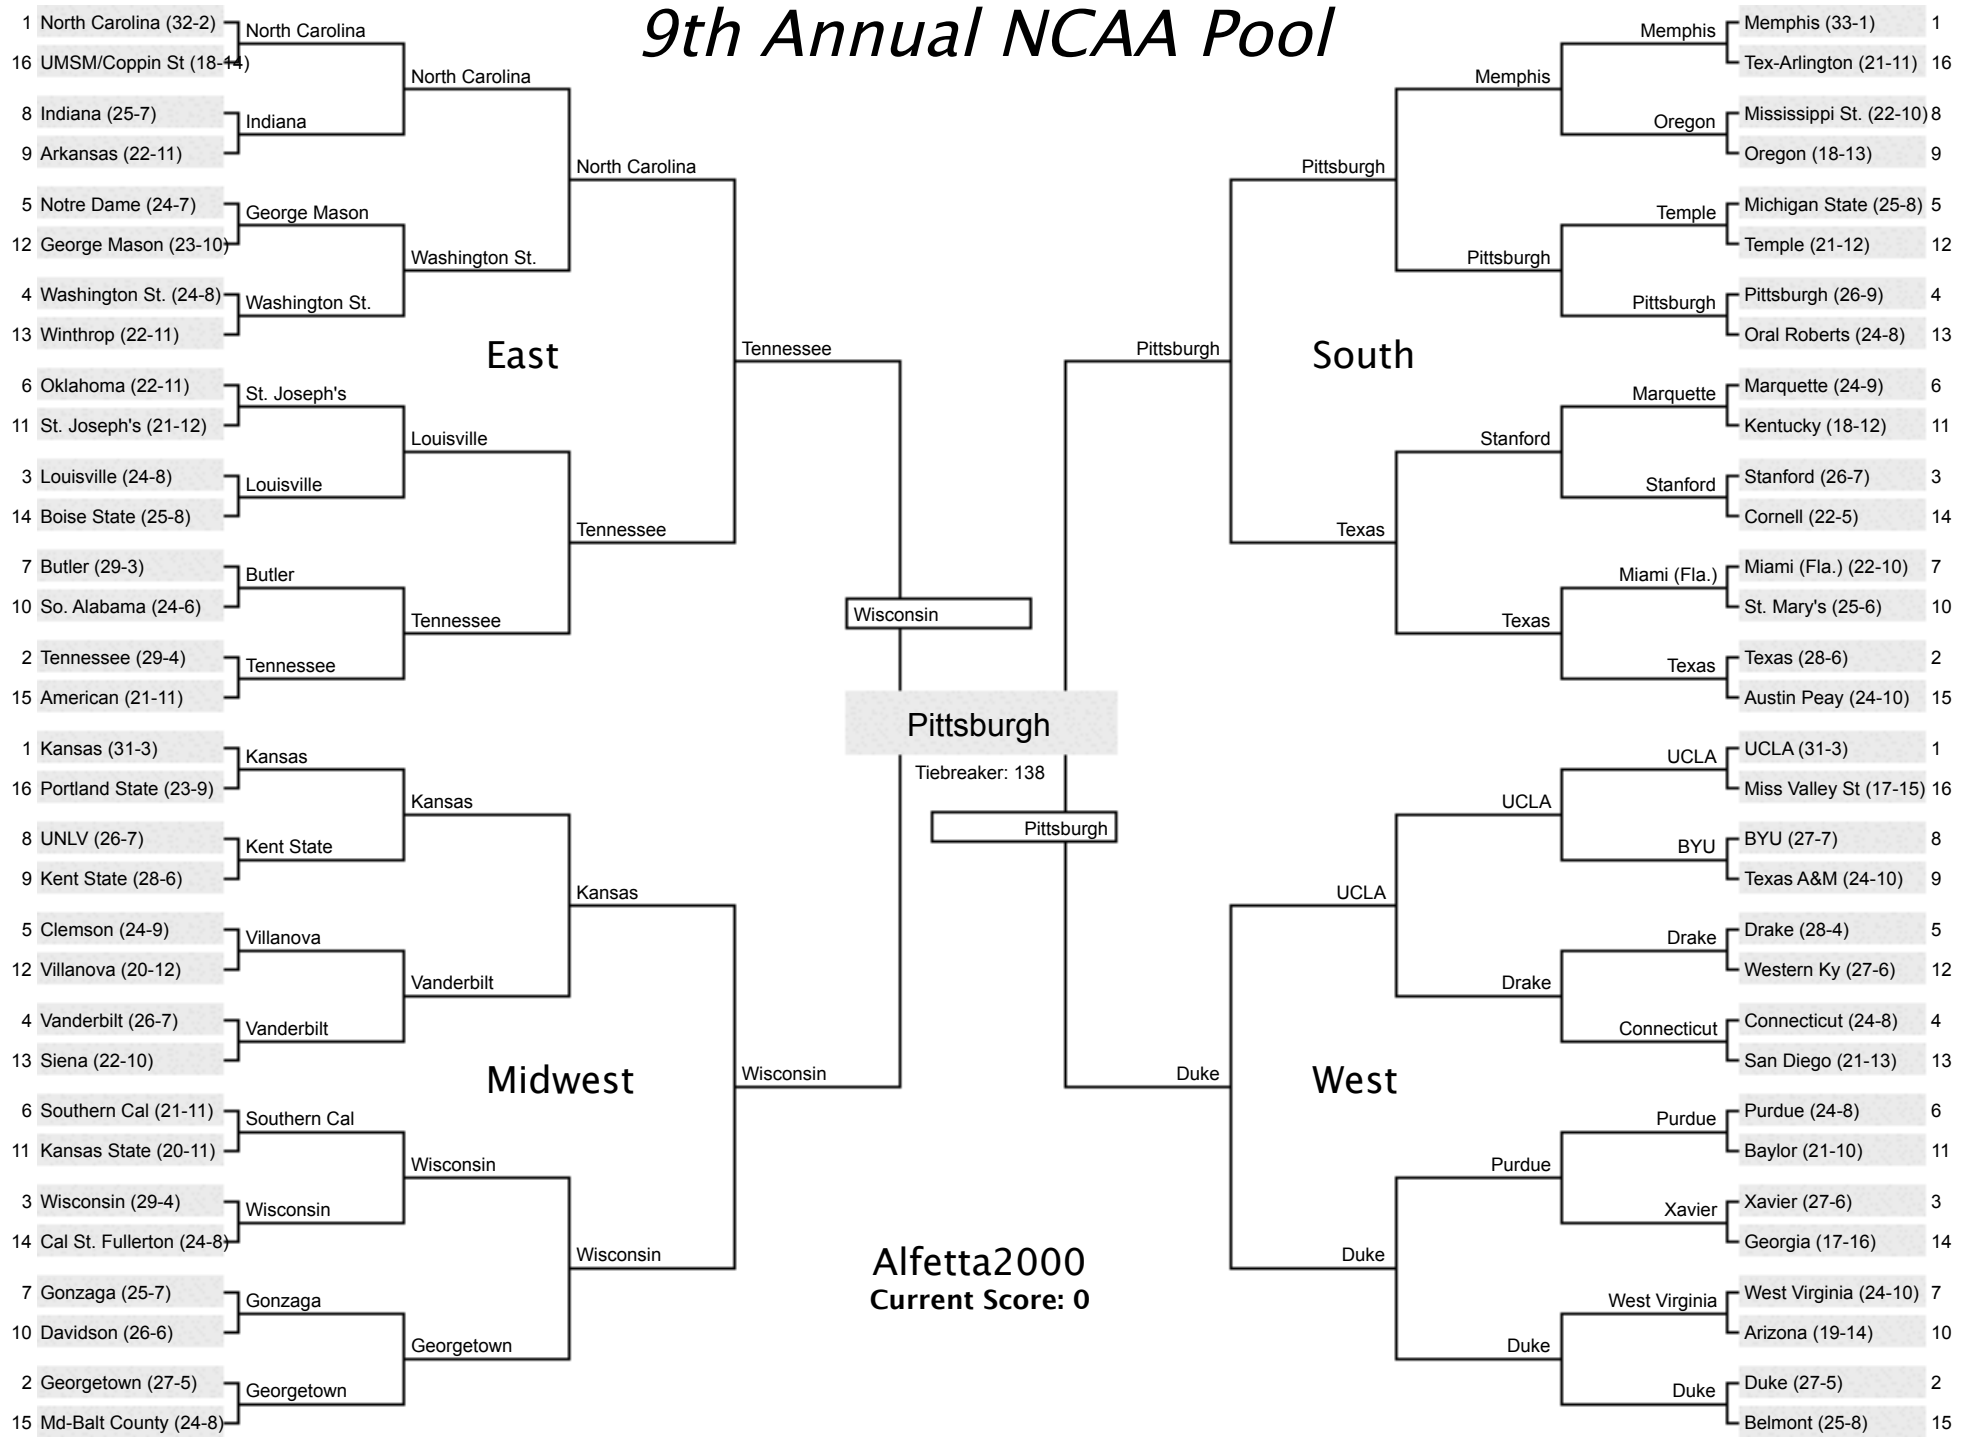 9th Annual NCAA Pool
1 North Carolina (32-2)
16 UMSM/Coppin St (18-14)
8 Indiana (25-7)
9 Arkansas (22-11)
5 Notre Dame (24-7)
12 George Mason (23-10)
4 Washington St. (24-8)
13 Winthrop (22-11)
6 Oklahoma (22-11)
11 St. Joseph's (21-12)
3 Louisville (24-8)
14 Boise State (25-8)
7 Butler (29-3)
10 So. Alabama (24-6)
2 Tennessee (29-4)
15 American (21-11)
North Carolina
Indiana
George Mason
Washington St.
St. Joseph's
Louisville
Butler
Tennessee
North Carolina
Washington St.
Louisville
Tennessee
North Carolina
Tennessee
Tennessee
East
1 Kansas (31-3)
16 Portland State (23-9)
8 UNLV (26-7)
9 Kent State (28-6)
5 Clemson (24-9)
12 Villanova (20-12)
4 Vanderbilt (26-7)
13 Siena (22-10)
6 Southern Cal (21-11)
11 Kansas State (20-11)
3 Wisconsin (29-4)
14 Cal St. Fullerton (24-8)
7 Gonzaga (25-7)
10 Davidson (26-6)
2 Georgetown (27-5)
15 Md-Balt County (24-8)
Kansas
Kent State
Villanova
Vanderbilt
Southern Cal
Wisconsin
Gonzaga
Georgetown
Kansas
Vanderbilt
Wisconsin
Georgetown
Kansas
Wisconsin
Wisconsin
Midwest
Wisconsin
Pittsburgh
Tiebreaker: 138
Pittsburgh
Alfetta2000
Current Score: 0
Memphis (33-1) 1
Tex-Arlington (21-11) 16
Mississippi St. (22-10) 8
Oregon (18-13) 9
Michigan State (25-8) 5
Temple (21-12) 12
Pittsburgh (26-9) 4
Oral Roberts (24-8) 13
Marquette (24-9) 6
Kentucky (18-12) 11
Stanford (26-7) 3
Cornell (22-5) 14
Miami (Fla.) (22-10) 7
St. Mary's (25-6) 10
Texas (28-6) 2
Austin Peay (24-10) 15
Memphis
Oregon
Temple
Pittsburgh
Marquette
Stanford
Miami (Fla.)
Texas
Memphis
Pittsburgh
Stanford
Texas
Pittsburgh
Texas
Pittsburgh
South
UCLA (31-3) 1
Miss Valley St (17-15) 16
BYU (27-7) 8
Texas A&M (24-10) 9
Drake (28-4) 5
Western Ky (27-6) 12
Connecticut (24-8) 4
San Diego (21-13) 13
Purdue (24-8) 6
Baylor (21-10) 11
Xavier (27-6) 3
Georgia (17-16) 14
West Virginia (24-10) 7
Arizona (19-14) 10
Duke (27-5) 2
Belmont (25-8) 15
UCLA
BYU
Drake
Connecticut
Purdue
Xavier
West Virginia
Duke
UCLA
Drake
Purdue
Duke
UCLA
Duke
Duke
West